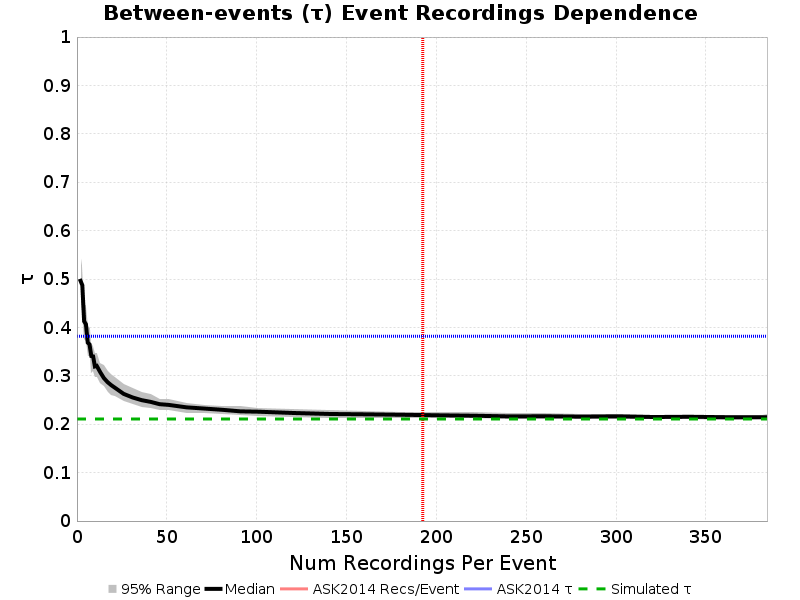 Between-events (τ) Event Recordings Dependence
1
0.9
0.8
0.7
0.6
0.5
0.4
0.3
0.2
0.1
0
τ
0 50 100 150 200 250 300 350
Num Recordings Per Event
95% Range Median ASK2014 Recs/Event ASK2014 τ Simulated τ